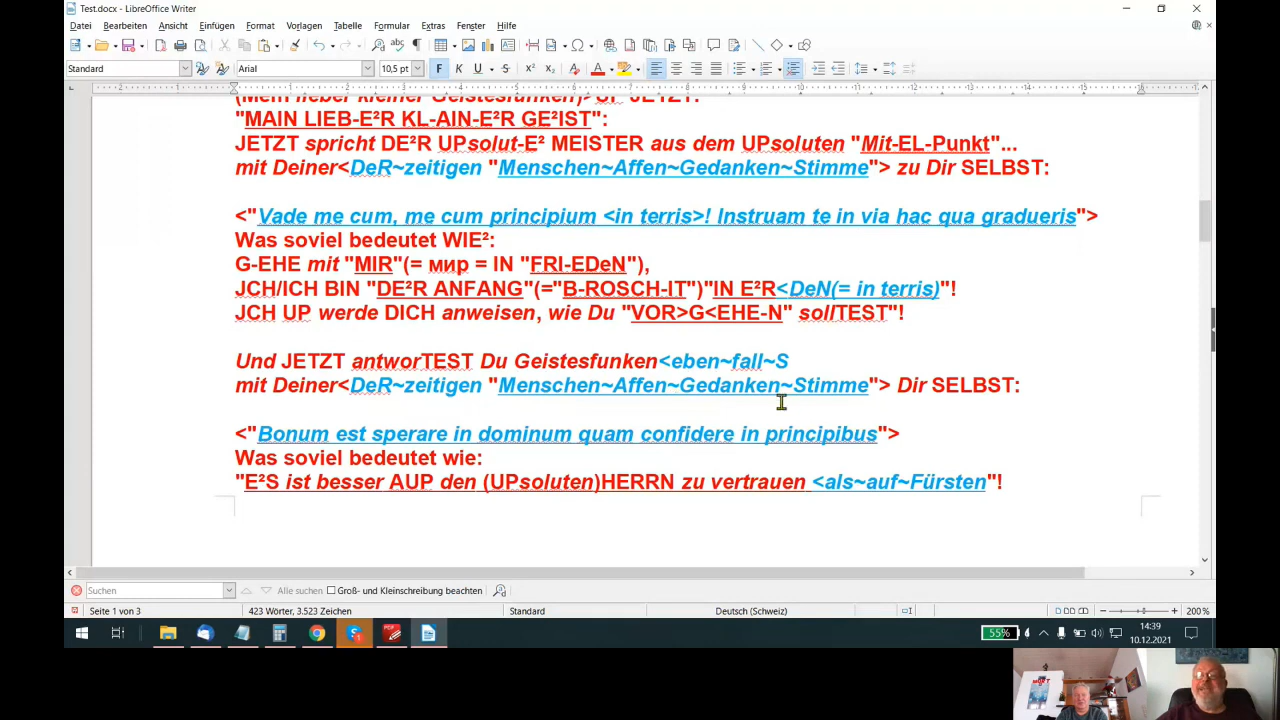 Test.docx - LibreOffice Writer
Datei Bearbeiten Ansicht Einfügen Format Vorlagen Tabelle Formular Extras Fenster Hilfe
Standard Arial 10,5 pt F K U S
(Mein lieber kleiner Geistesfunken)>UP JETZT:
"MAIN LIEB-E²R KL-AIN-E²R GE²IST":
JETZT spricht DE²R UPsolut-E² MEISTER aus dem UPsoluten "Mit-EL-Punkt"...
mit Deiner<DeR~zeitigen "Menschen~Affen~Gedanken~Stimme"> zu Dir SELBST:
<"Vade me cum, me cum principium <in terris>! Instruam te in via hac qua gradueris">
Was soviel bedeutet WIE²:
G-EHE mit "MIR"(= мир = IN "FRI-EDeN"),
JCH/ICH BIN "DE²R ANFANG"(="B-ROSCH-IT")"IN E²R<DeN(= in terris)"!
JCH UP werde DICH anweisen, wie Du "VOR>G<EHE-N" sollTEST"!
Und JETZT antworTEST Du Geistesfunken<eben~fall~S
mit Deiner<DeR~zeitigen "Menschen~Affen~Gedanken~Stimme"> Dir SELBST:
<"Bonum est sperare in dominum quam confidere in principibus">
Was soviel bedeutet wie:
"E²S ist besser AUP den (UPsoluten)HERRN zu vertrauen <als~auf~Fürsten"!
Suchen Alle suchen Groß- und Kleinschreibung beachten
Seite 1 von 3 423 Wörter, 3.523 Zeichen Standard Deutsch (Schweiz) 200%
55% 14:39
10.12.2021